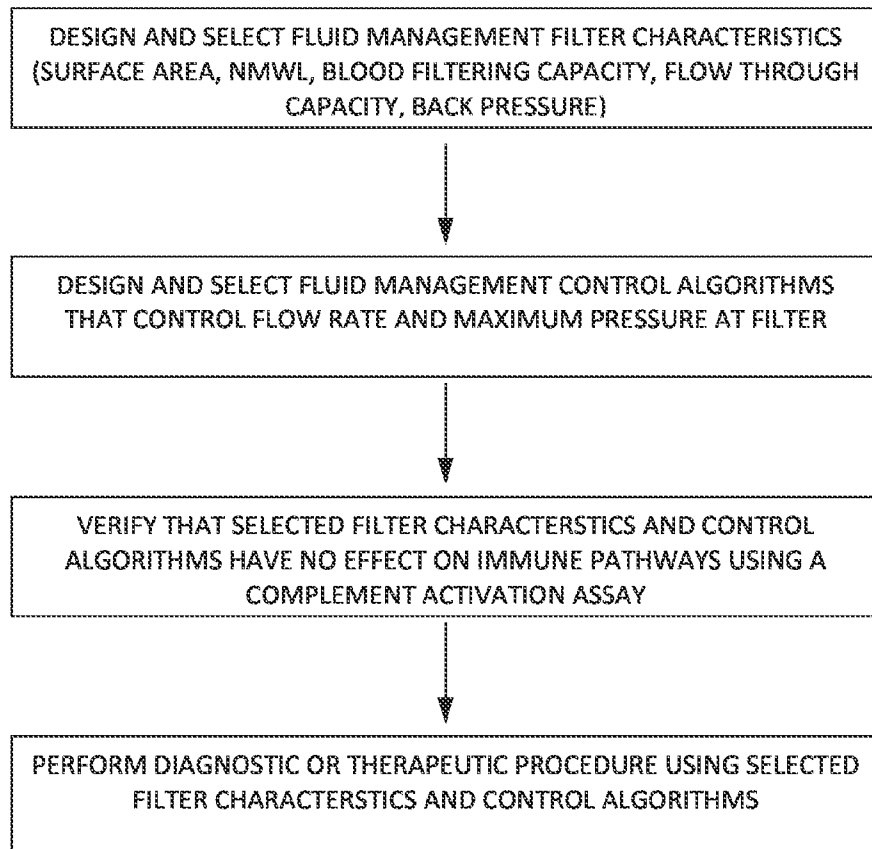 DESIGN AND SELECT FLUID MANAGEMENT FILTER CHARACTERISTICS
(SURFACE AREA, NMWL, BLOOD FILTERING CAPACITY, FLOW THROUGH
CAPACITY, BACK PRESSURE)
DESIGN AND SELECT FLUID MANAGEMENT CONTROL ALGORITHMS
THAT CONTROL FLOW RATE AND MAXIMUM PRESSURE AT FILTER
VERIFY THAT SELECTED FILTER CHARACTERSTICS AND CONTROL
ALGORITHMS HAVE NO EFFECT ON IMMUNE PATHWAYS USING A
COMPLEMENT ACTIVATION ASSAY
PERFORM DIAGNOSTIC OR THERAPEUTIC PROCEDURE USING SELECTED
FILTER CHARACTERSTICS AND CONTROL ALGORITHMS